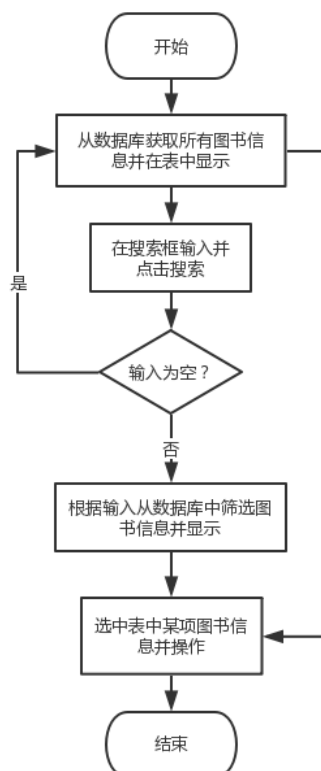 开始
从数据库获取所有图书信
息并在表中显示
在搜索框输入并
点击搜索
是
输入为空？
否
根据输入从数据库中筛选图
书信息并显示
选中表中某项图书信
息并操作
结束